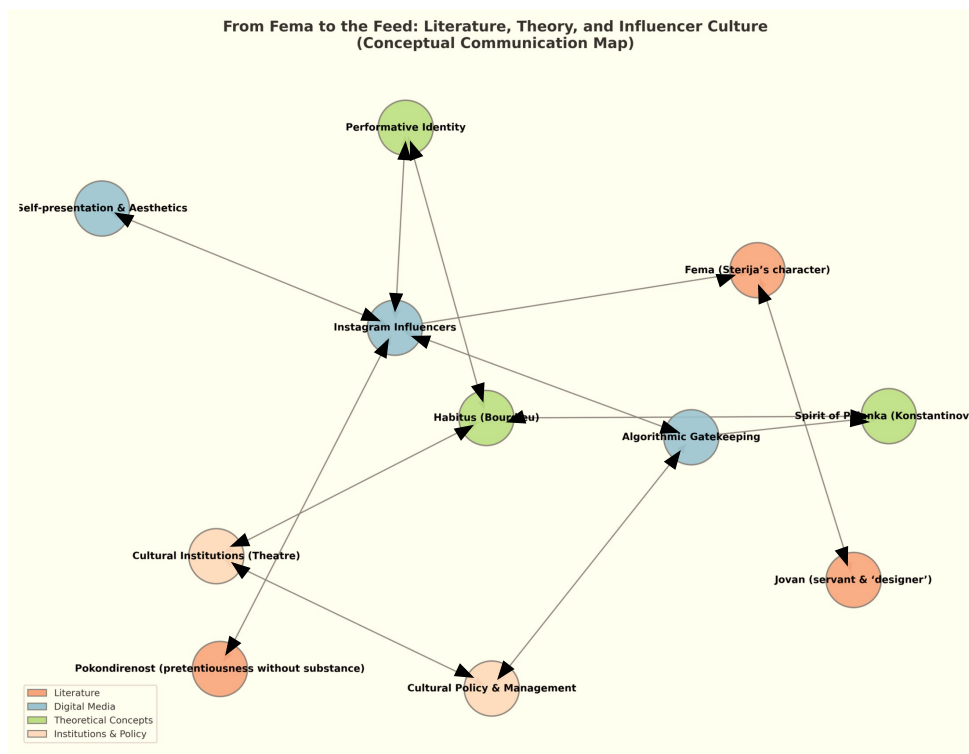 From Fema to the Feed: Literature, Theory, and Influencer Culture
(Conceptual Communication Map)
Performative Identity
Self-presentation & Aesthetics
Fema (Sterija’s character)
Instagram Influencers
Habitus (Bourdieu)
Spirit of Palanka (Konstantinov
Algorithmic Gatekeeping
Cultural Institutions (Theatre)
Jovan (servant & ‘designer’)
Pokondirenost (pretentiousness without substance)
Cultural Policy & Management
Literature
Digital Media
Theoretical Concepts
Institutions & Policy